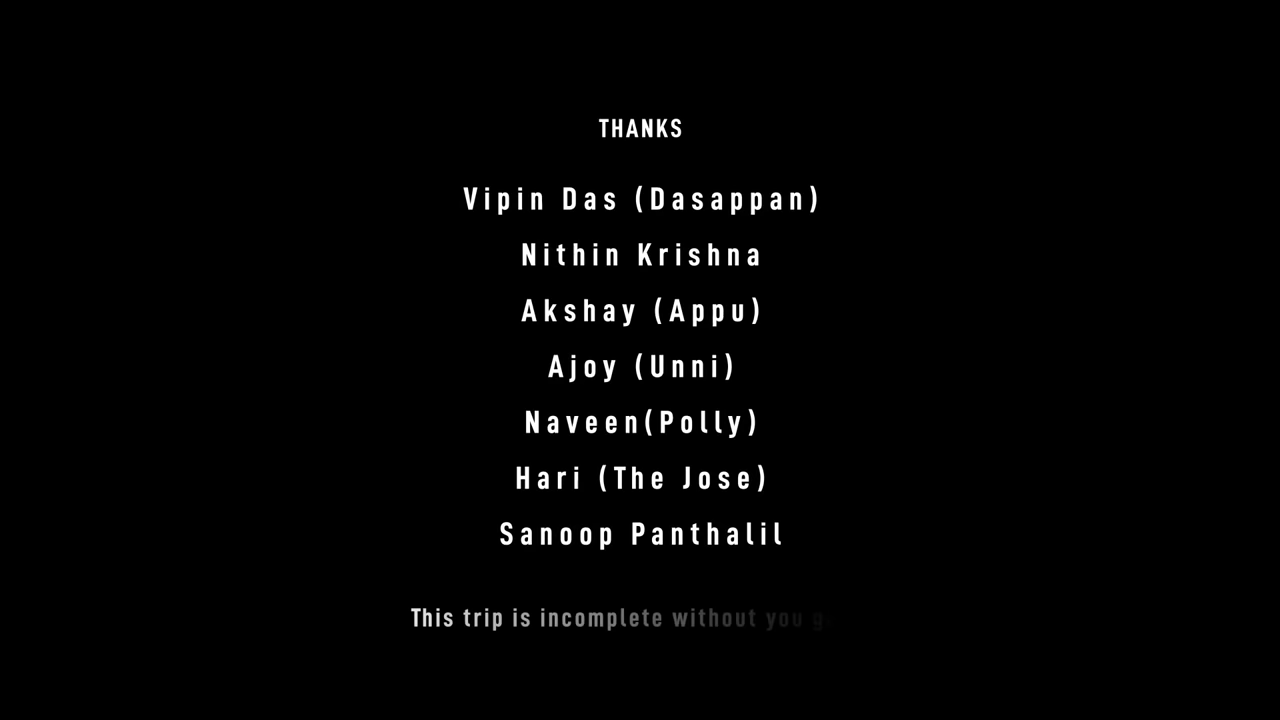 THANKS
Vipin Das (Dasappan)
Nithin Krishna
Akshay (Appu)
Ajoy (Unni)
Naveen(Polly)
Hari (The Jose)
Sanoop Panthalil
This trip is incomplete without you